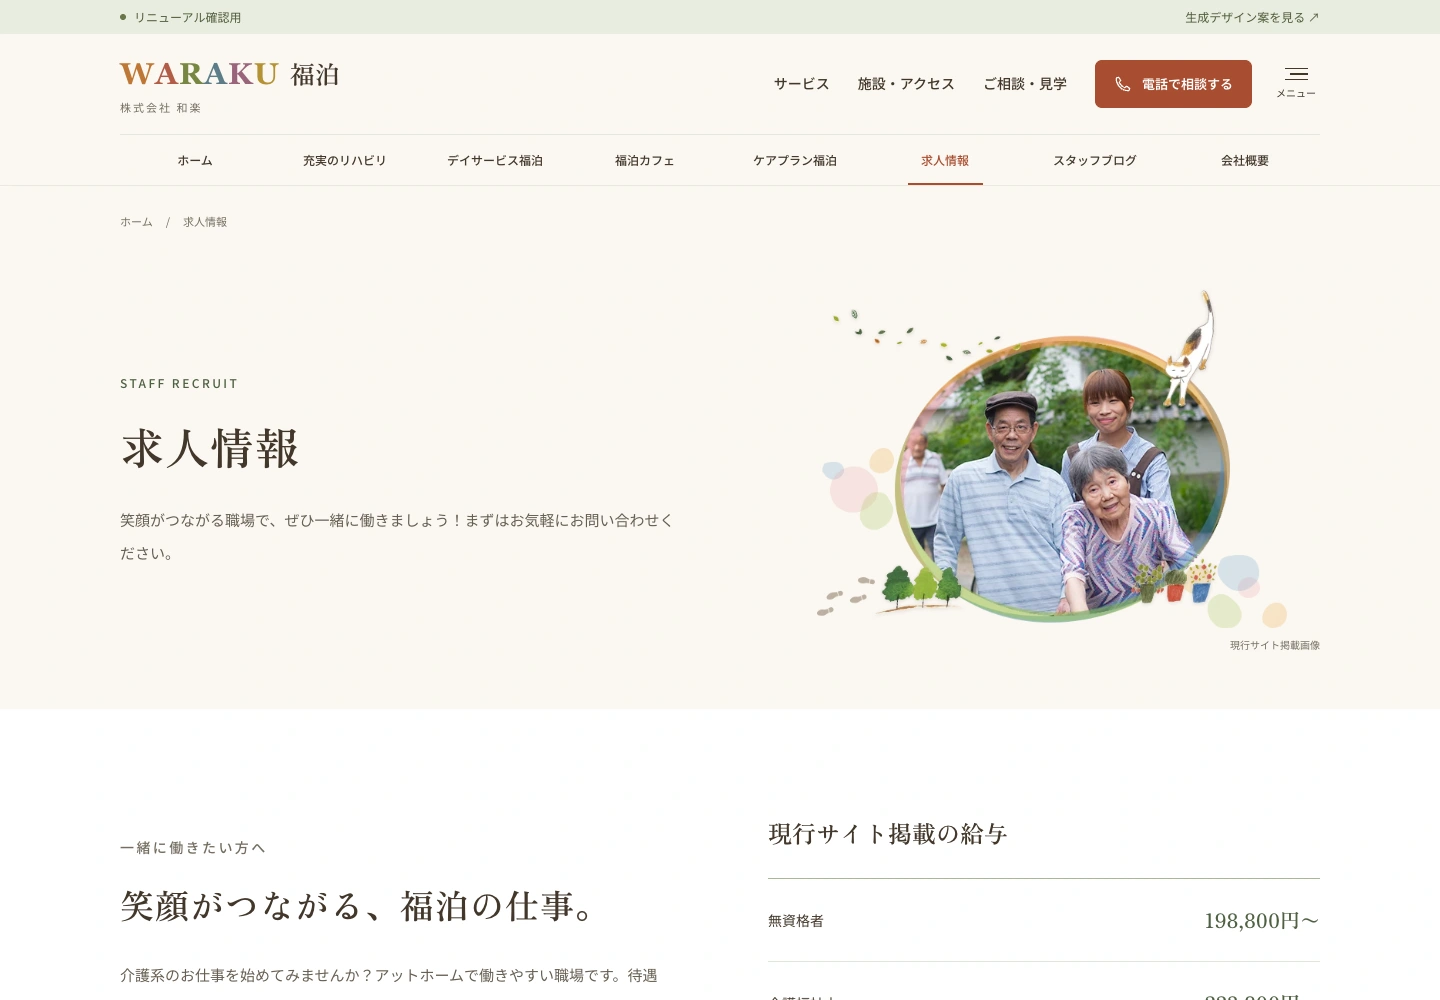 リニューアル確認用
生成デザイン案を見る ↗
WARAKU 福泊
株式会社 和楽
サービス
施設・アクセス
ご相談・見学
電話で相談する
メニュー
ホーム
充実のリハビリ
デイサービス福泊
福泊カフェ
ケアプラン福泊
求人情報
スタッフブログ
会社概要
ホーム / 求人情報
STAFF RECRUIT
求人情報
笑顔がつながる職場で、ぜひ一緒に働きましょう！まずはお気軽にお問い合わせく
ださい。
現行サイト掲載画像
一緒に働きたい方へ
笑顔がつながる、福泊の仕事。
介護系のお仕事を始めてみませんか？アットホームで働きやすい職場です。待遇
現行サイト掲載の給与
無資格者
198,800円〜